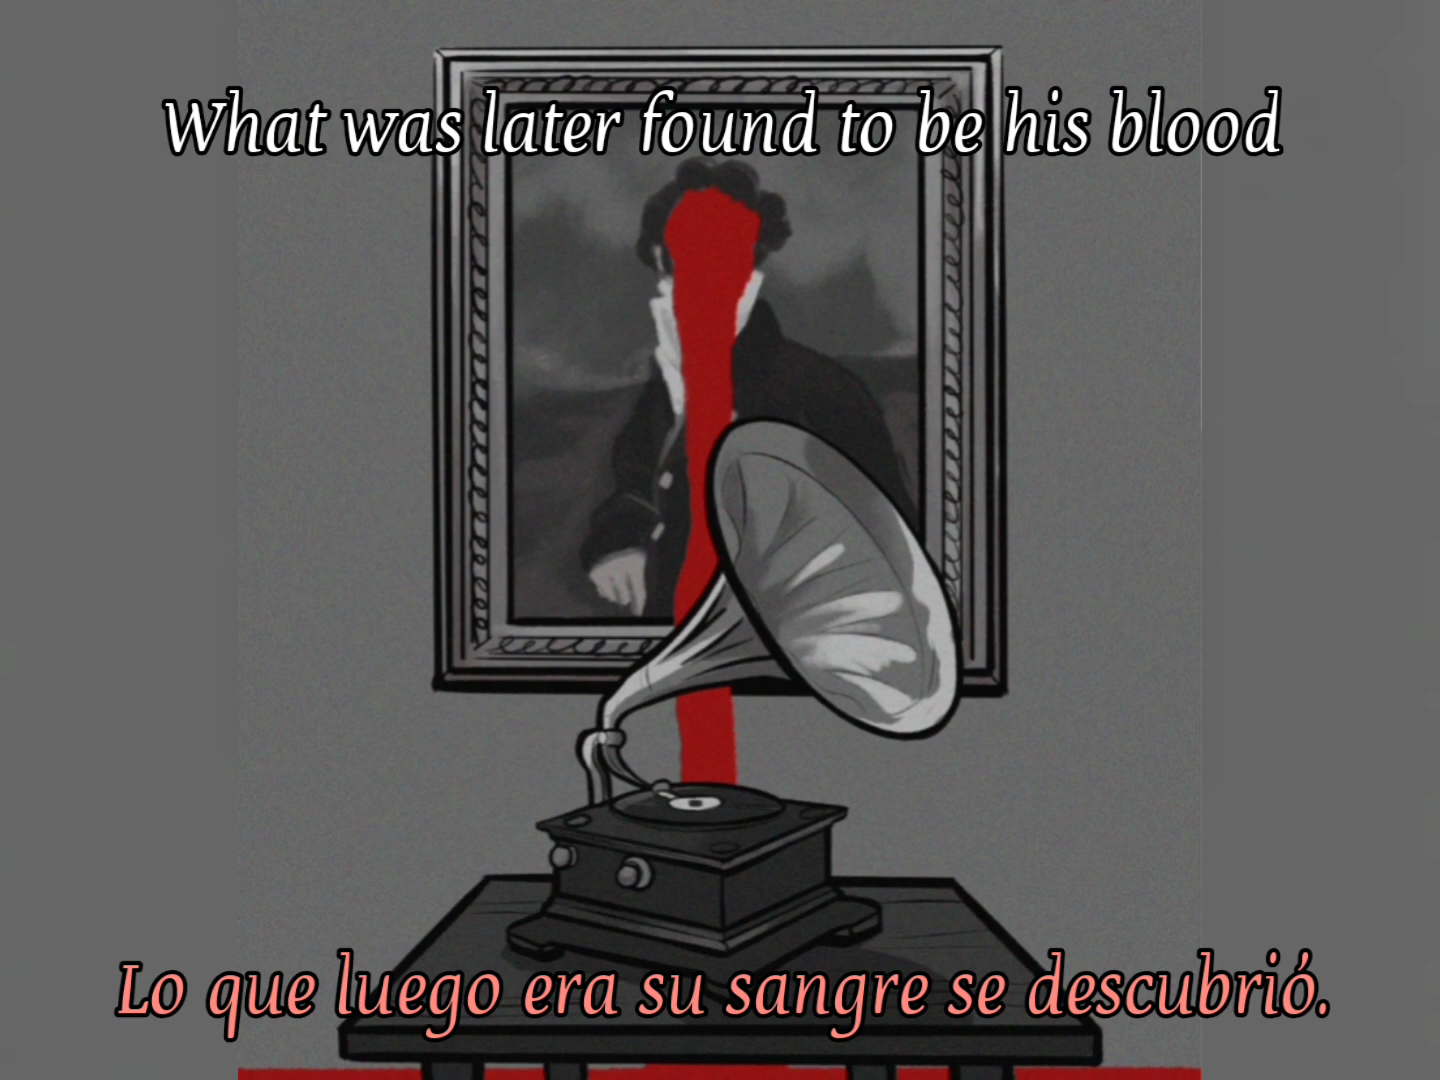 What was later found to be his blood
Lo que luego era su sangre se descubrió.